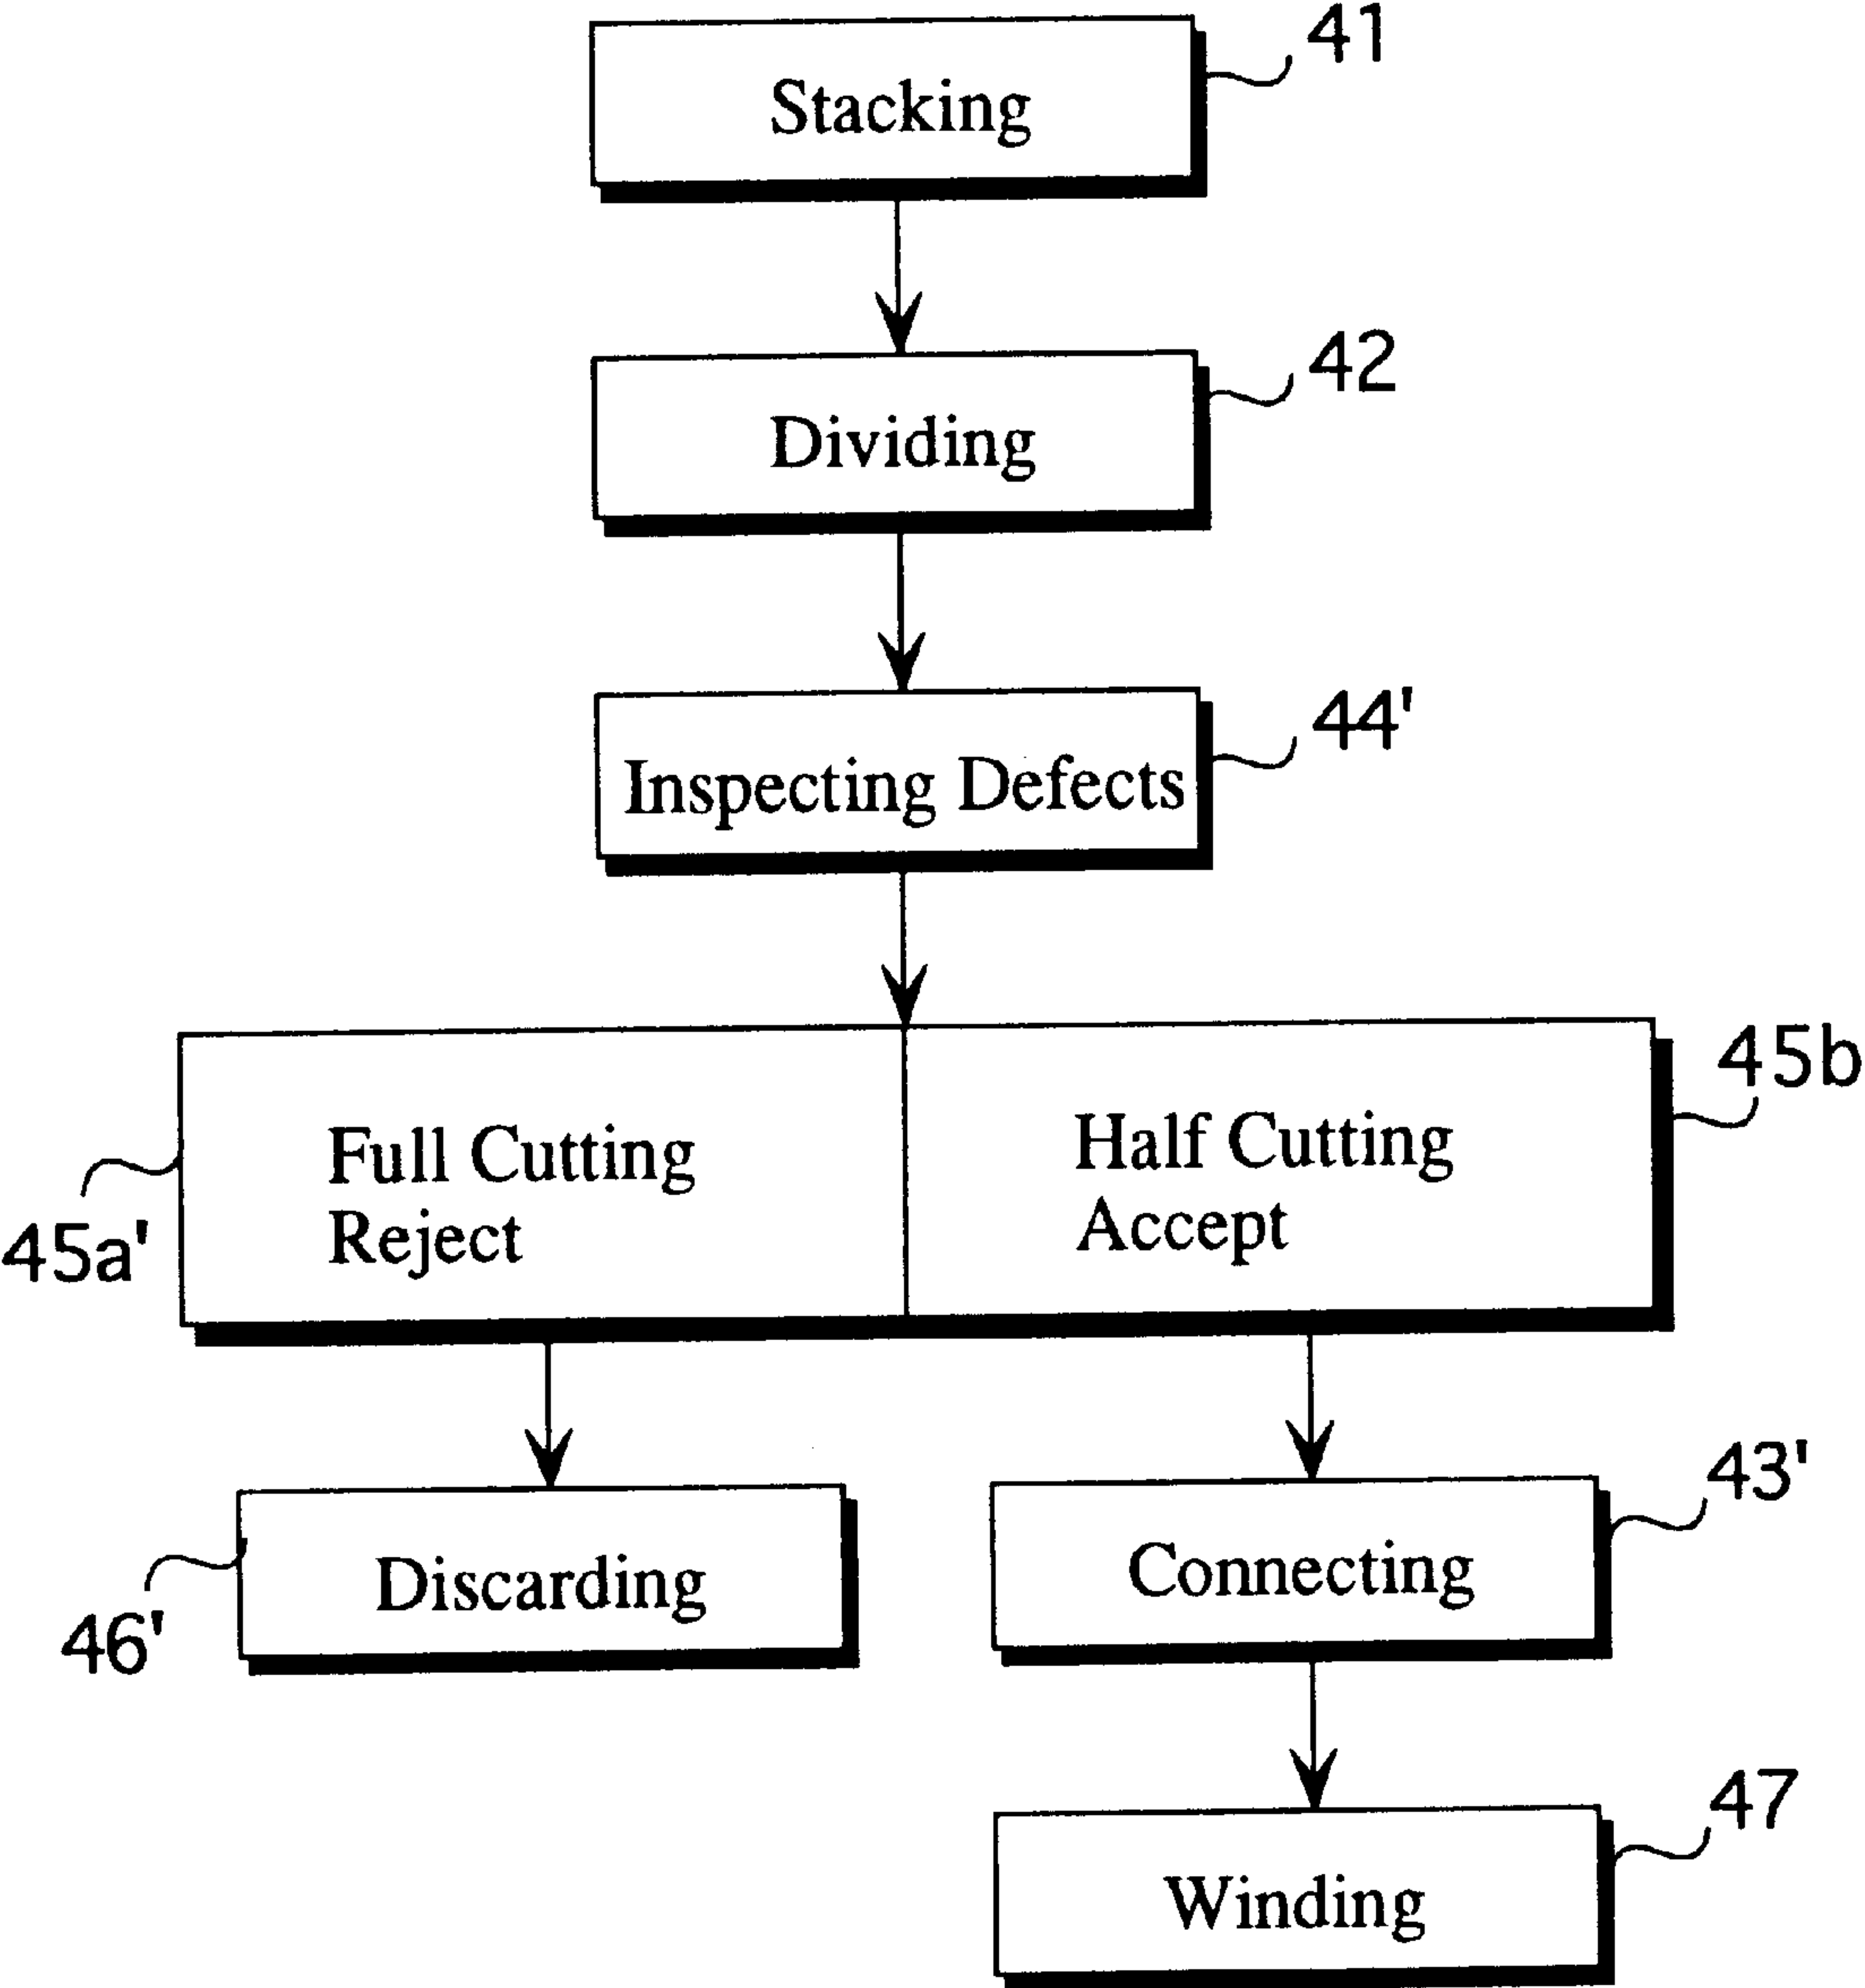 41
Stacking
42
Dividing
44'
Inspecting Defects
45b
Full Cutting
Reject
Half Cutting
Accept
45a'
43'
Discarding
Connecting
46'
47
Winding